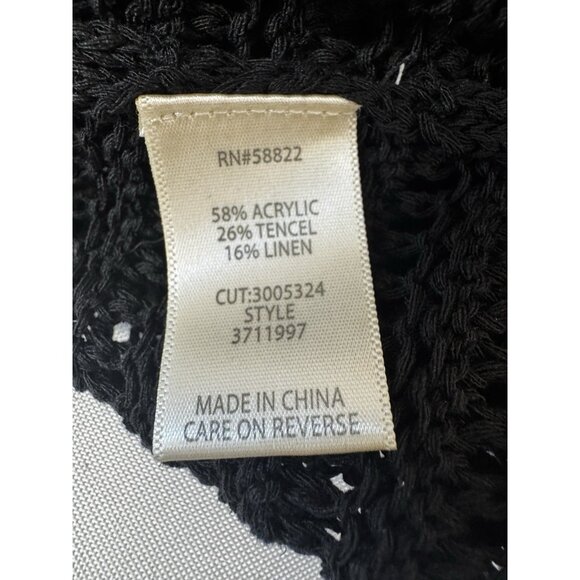 RN#58822
58% ACRYLIC
26% TENCEL
16% LINEN
CUT:3005324
STYLE
3711997
MADE IN CHINA
CARE ON REVERSE